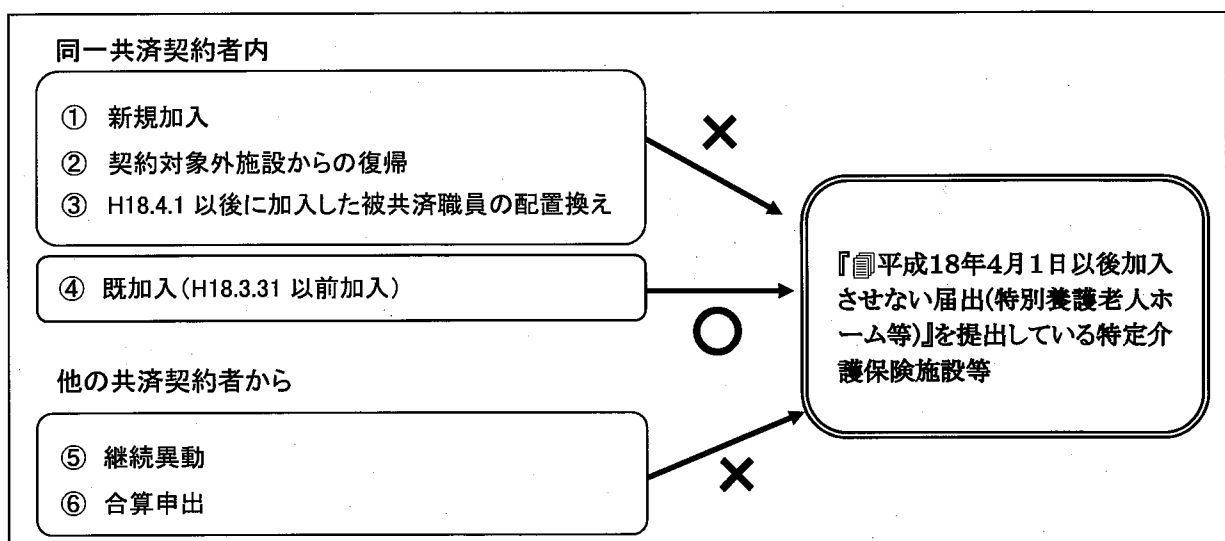 同一共済契約者内
① 新規加入
② 契約対象外施設からの復帰
③ H18.4.1 以後に加入した被共済職員の配置換え
×
④ 既加入(H18.3.31 以前加入)
○
他の共済契約者から
⑤ 継続異動
⑥ 合算申出
×
『🗐平成18年4月1日以後加入
させない届出(特別養護老人ホ
ーム等)』を提出している特定介
護保険施設等